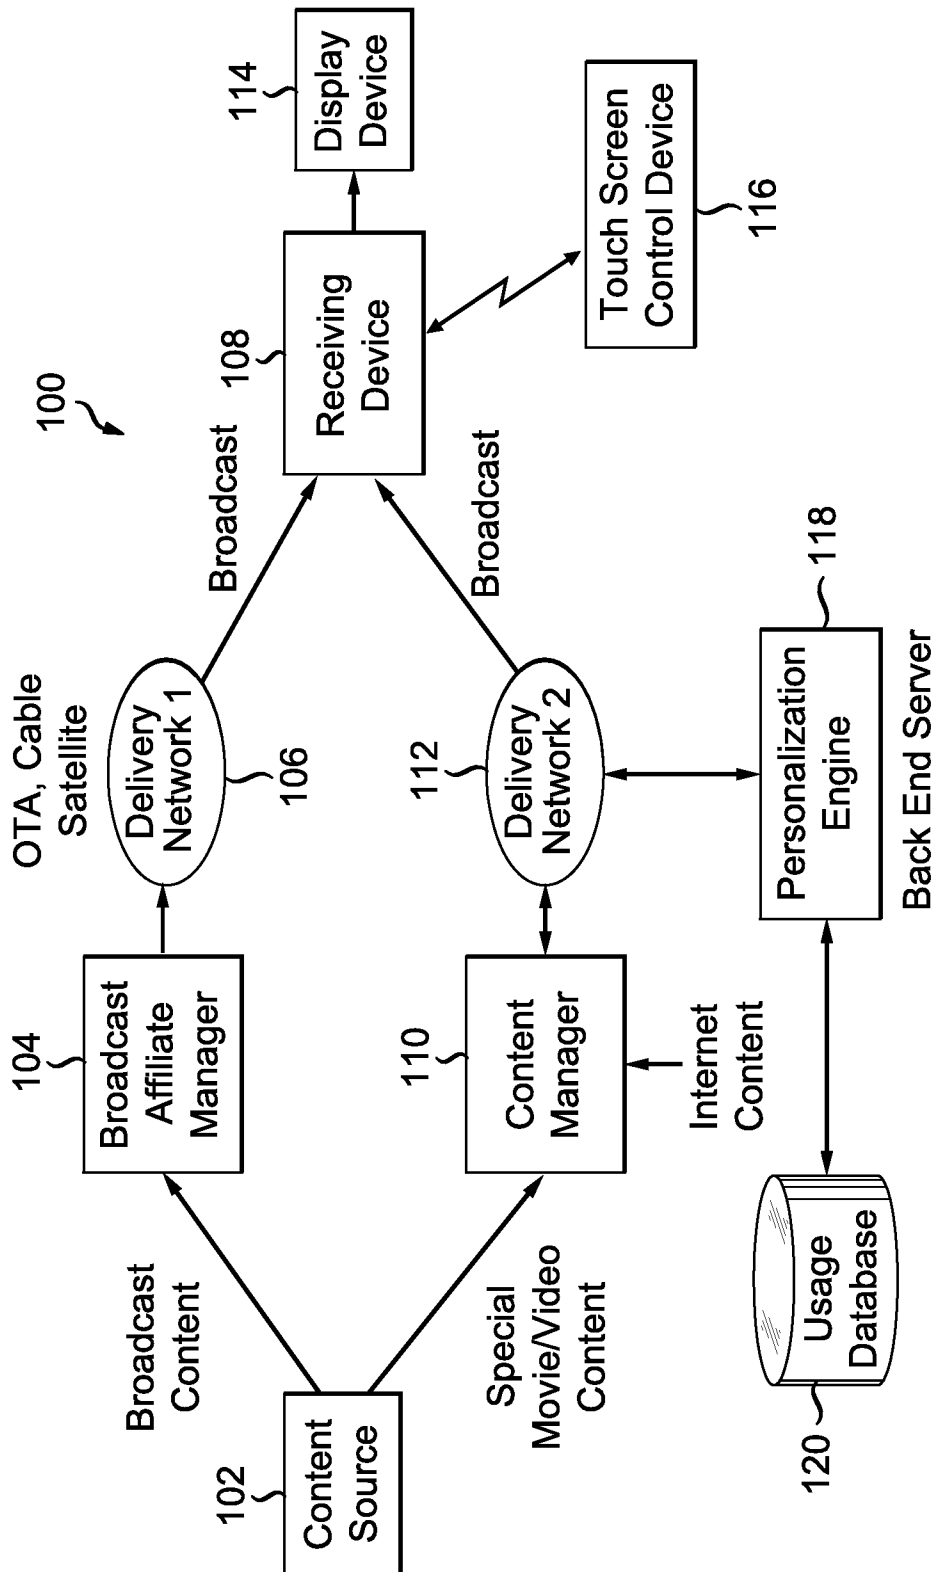 100
102
Content
Source
Broadcast
Content
Special
Movie/Video
Content
104
Broadcast
Affiliate
Manager
110
Content
Manager
Internet
Content
OTA, Cable
Satellite
Delivery
Network 1
106
112
Delivery
Network 2
Broadcast
Broadcast
108
Receiving
Device
114
Display
Device
Touch Screen
Control Device
116
118
Personalization
Engine
Back End Server
Usage
Database
120